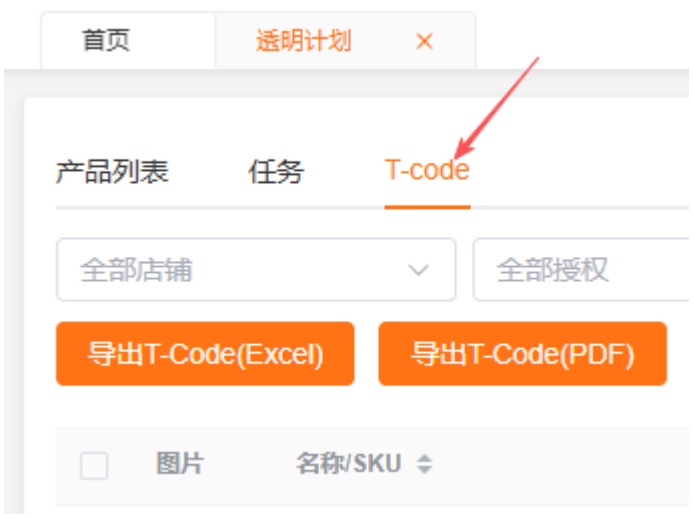 首页 透明计划 ×
产品列表 任务 T-code
全部店铺 全部授权
导出T-Code(Excel) 导出T-Code(PDF)
图片 名称/SKU